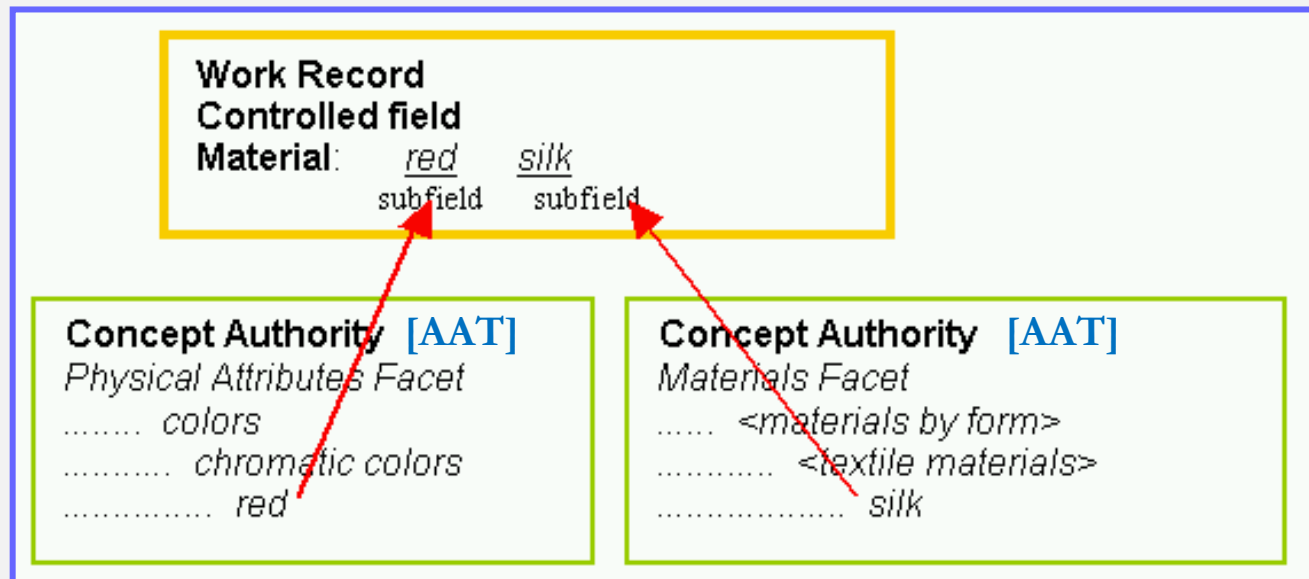 Work Record
Controlled field
Material: red silk
subfield subfield
Concept Authority [AAT]
Physical Attributes Facet
........ colors
........... chromatic colors
............... red
Concept Authority [AAT]
Materials Facet
...... <materials by form>
............ <textile materials>
................... silk